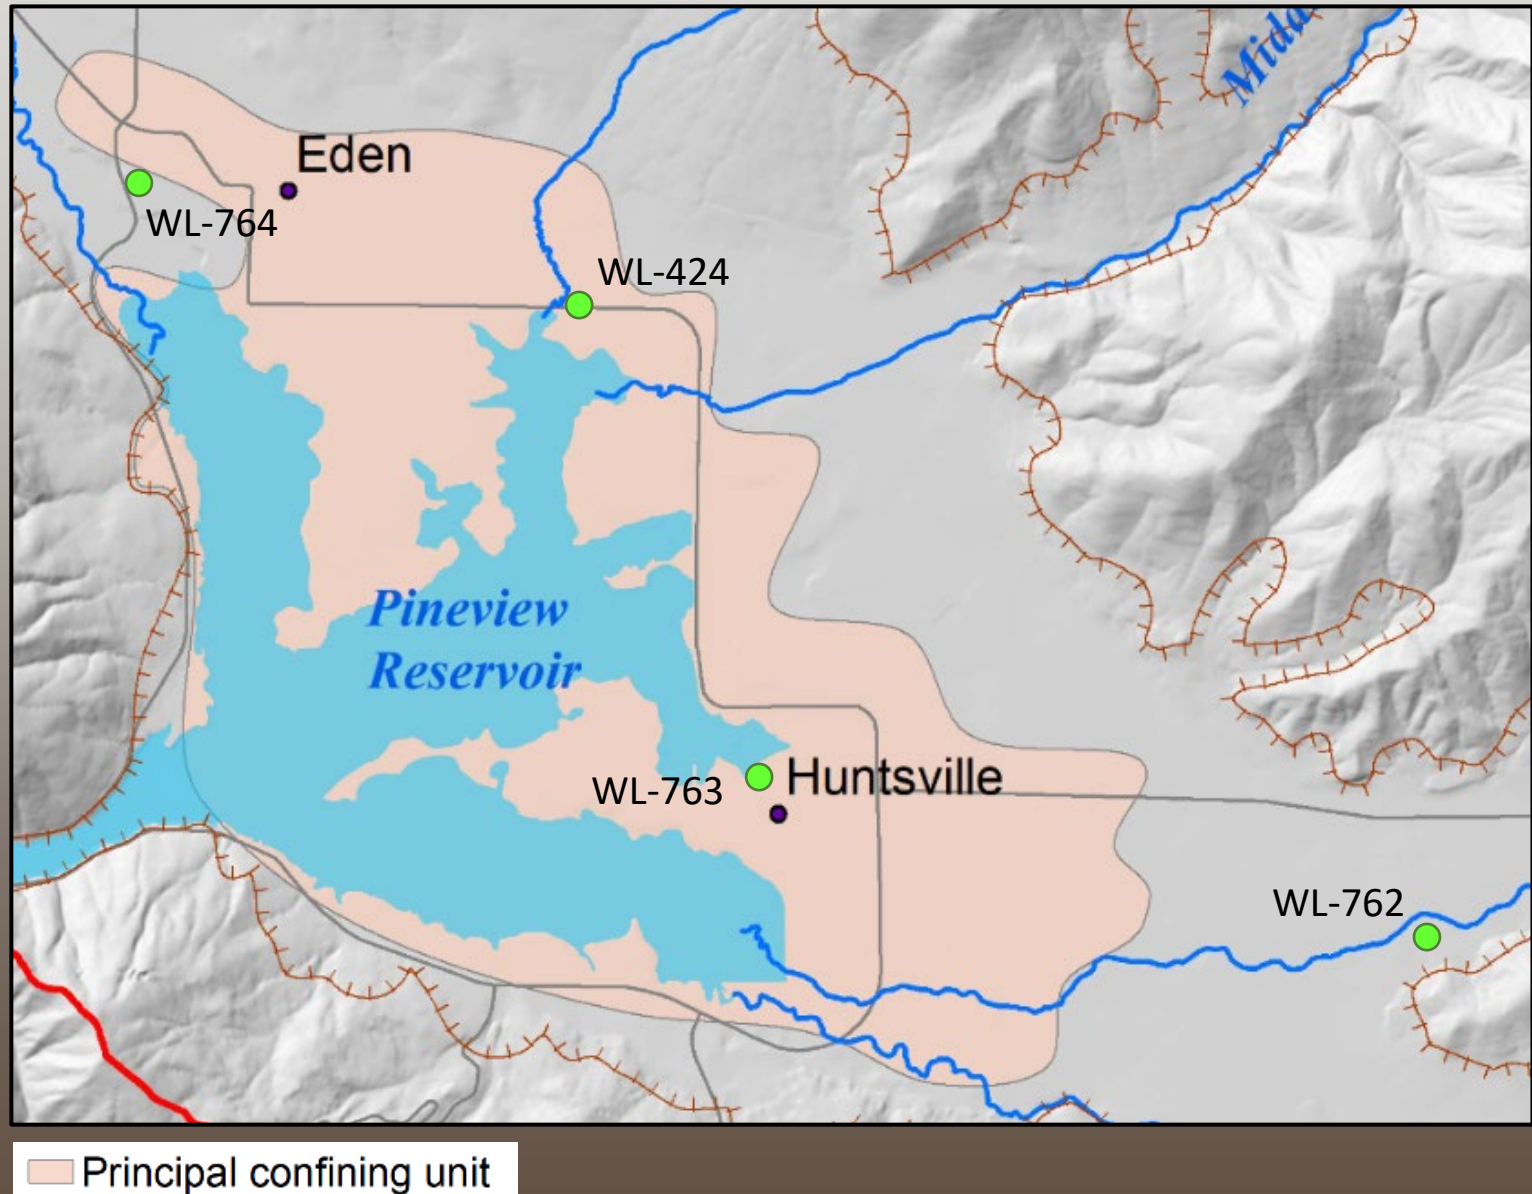 Mida
Eden
WL-764
WL-424
Pineview
Reservoir
WL-763
Huntsville
WL-762
Principal confining unit